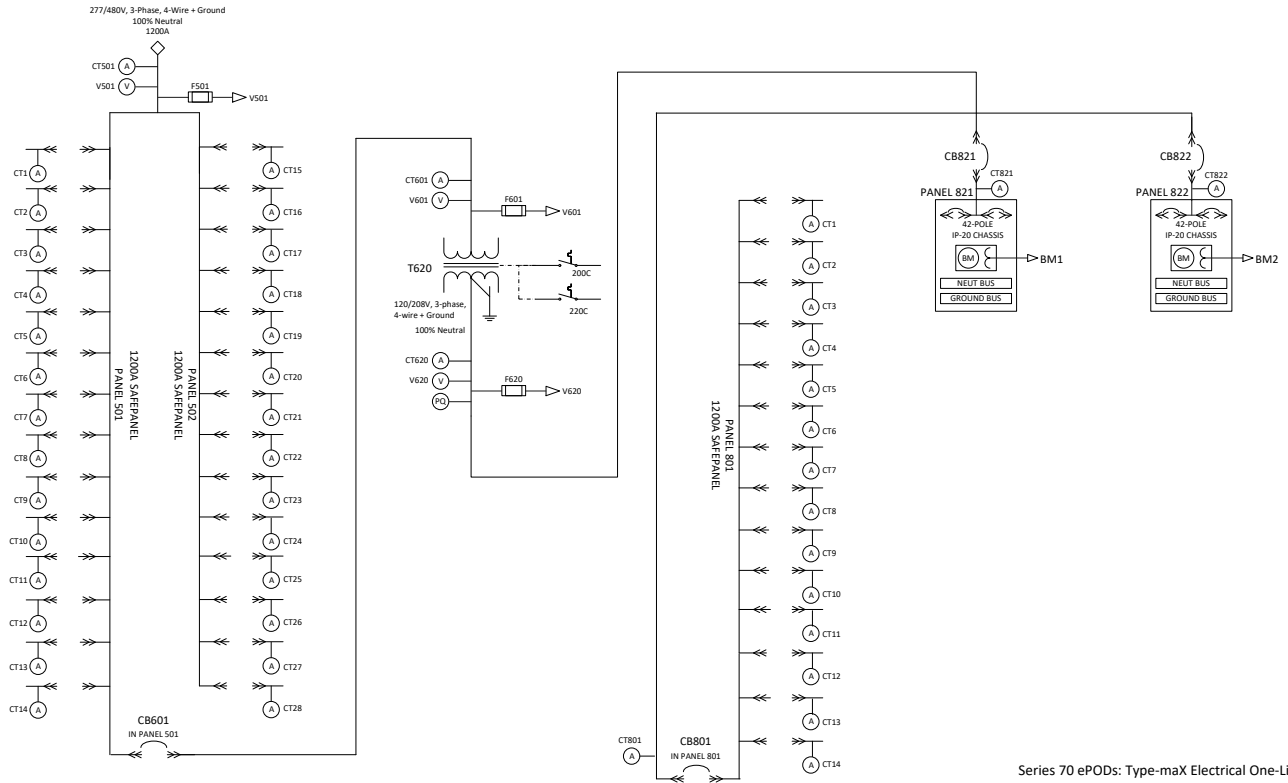 277/480V, 3-Phase, 4-Wire + Ground
100% Neutral
1200A
CT501 A
V501 V
F501
V501
CT1 A
CT2 A
CT3 A
CT4 A
CT5 A
CT6 A
CT7 A
CT8 A
CT9 A
CT10 A
CT11 A
CT12 A
CT13 A
CT14 A
1200A SAFEPANEL
PANEL 501
PANEL 502
1200A SAFEPANEL
A CT15
A CT16
A CT17
A CT18
A CT19
A CT20
A CT21
A CT22
A CT23
A CT24
A CT25
A CT26
A CT27
A CT28
CB601
IN PANEL 501
CT601 A
V601 V
F601
V601
T620
200C
220C
120/208V, 3-phase,
4-wire + Ground
100% Neutral
CT620 A
V620 V
PQ
F620
V620
PANEL 801
1200A SAFEPANEL
A CT1
A CT2
A CT3
A CT4
A CT5
A CT6
A CT7
A CT8
A CT9
A CT10
A CT11
A CT12
A CT13
A CT14
CT801
A
CB801
IN PANEL 801
CB821
CT821
A
PANEL 821
42-POLE
IP-20 CHASSIS
BM
BM1
NEUT BUS
GROUND BUS
CB822
CT822
A
PANEL 822
42-POLE
IP-20 CHASSIS
BM
BM2
NEUT BUS
GROUND BUS
Series 70 ePODs: Type-maX Electrical One-Li